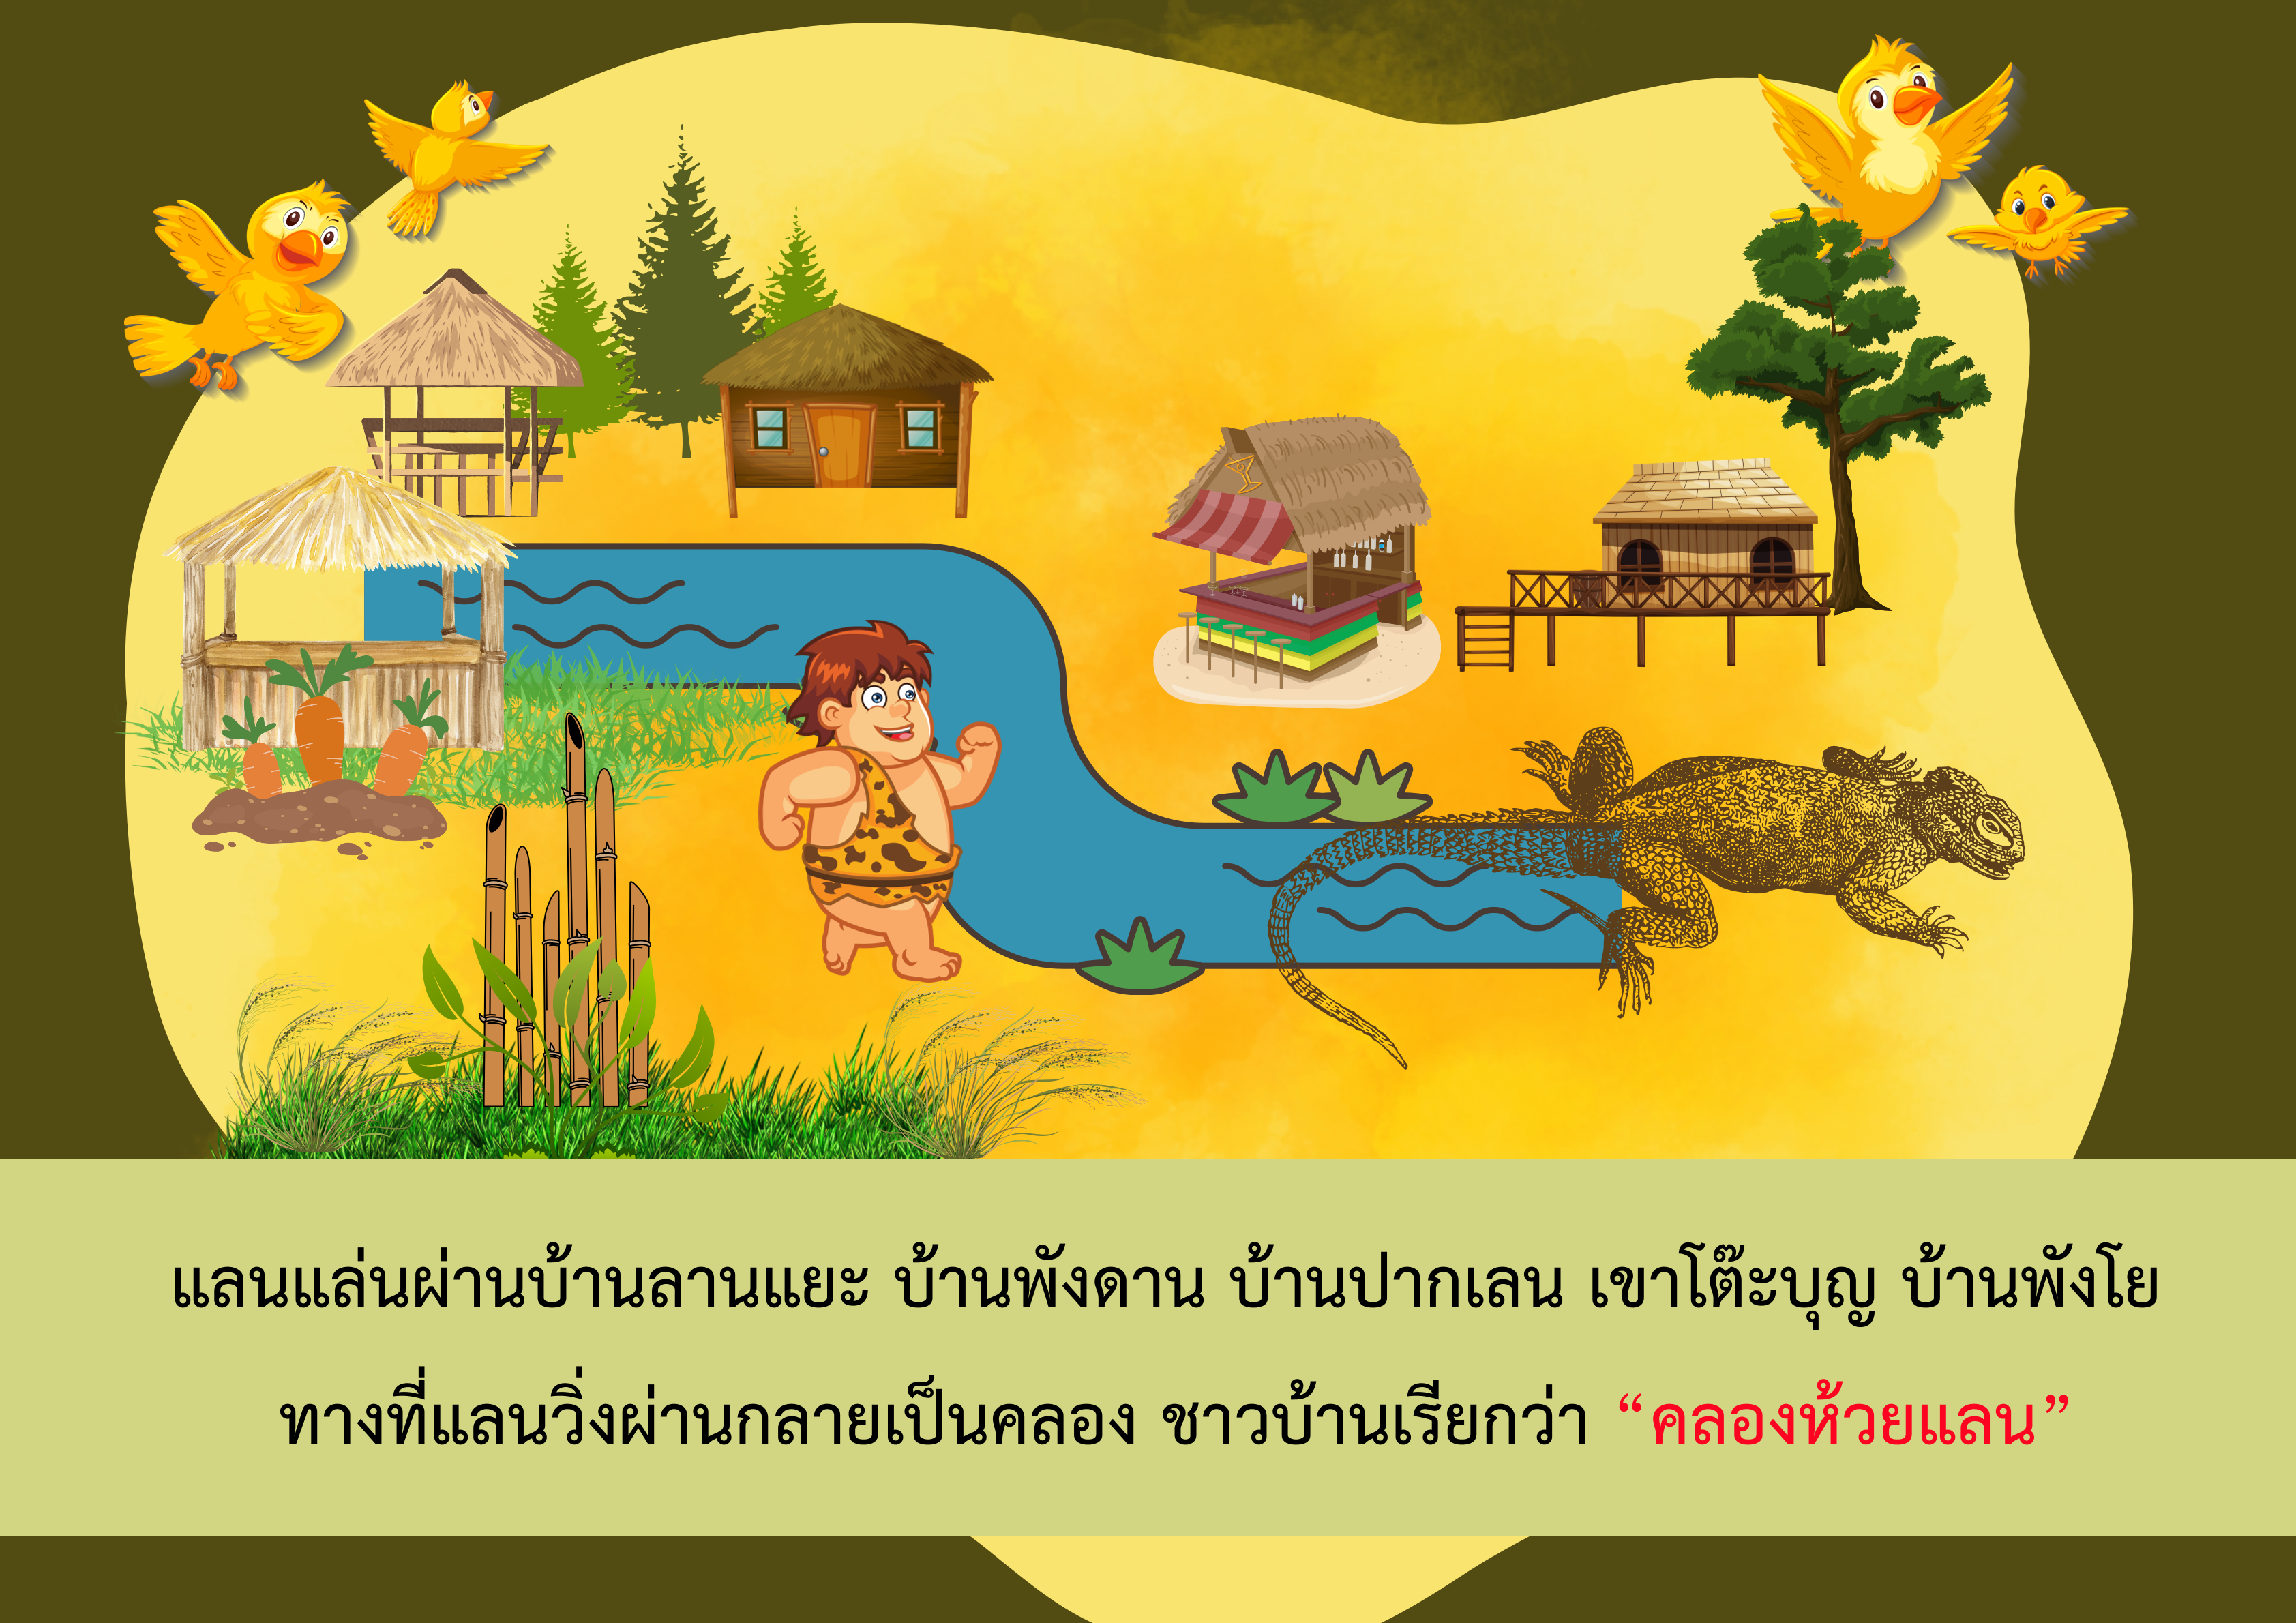 แลนแล่นผ่านบ้านลานแยะ บ้านพังดาน บ้านปากเลน เขาโต๊ะบุญ บ้านพังโย
ทางที่แลนวิ่งผ่านกลายเป็นคลอง ชาวบ้านเรียกว่า “คลองห้วยแลน”